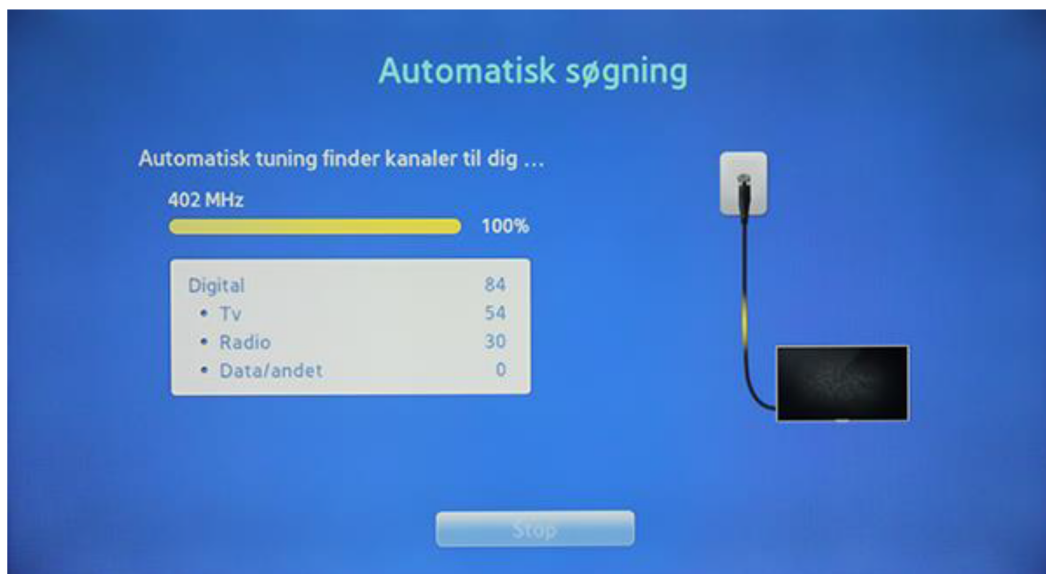 Automatisk søgning
Automatisk tuning finder kanaler til dig ...
402 MHz
100%
Digital 84
• Tv 54
• Radio 30
• Data/andet 0
Stop